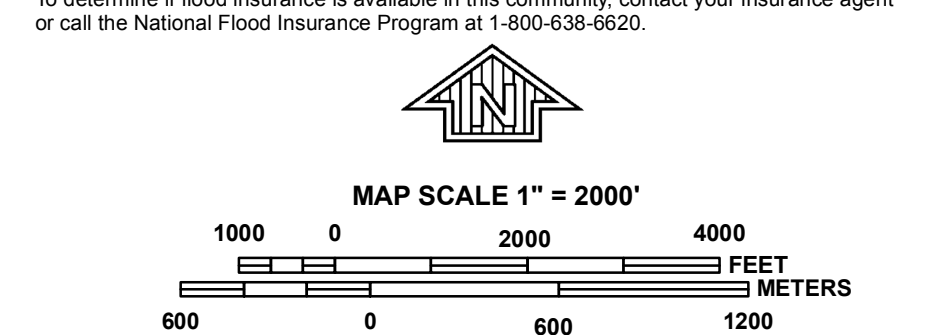 To determine if flood insurance is available in this community, contact your insurance agent
or call the National Flood Insurance Program at 1-800-638-6620.
N
MAP SCALE 1" = 2000'
1000 0 2000 4000
FEET
METERS
600 0 600 1200